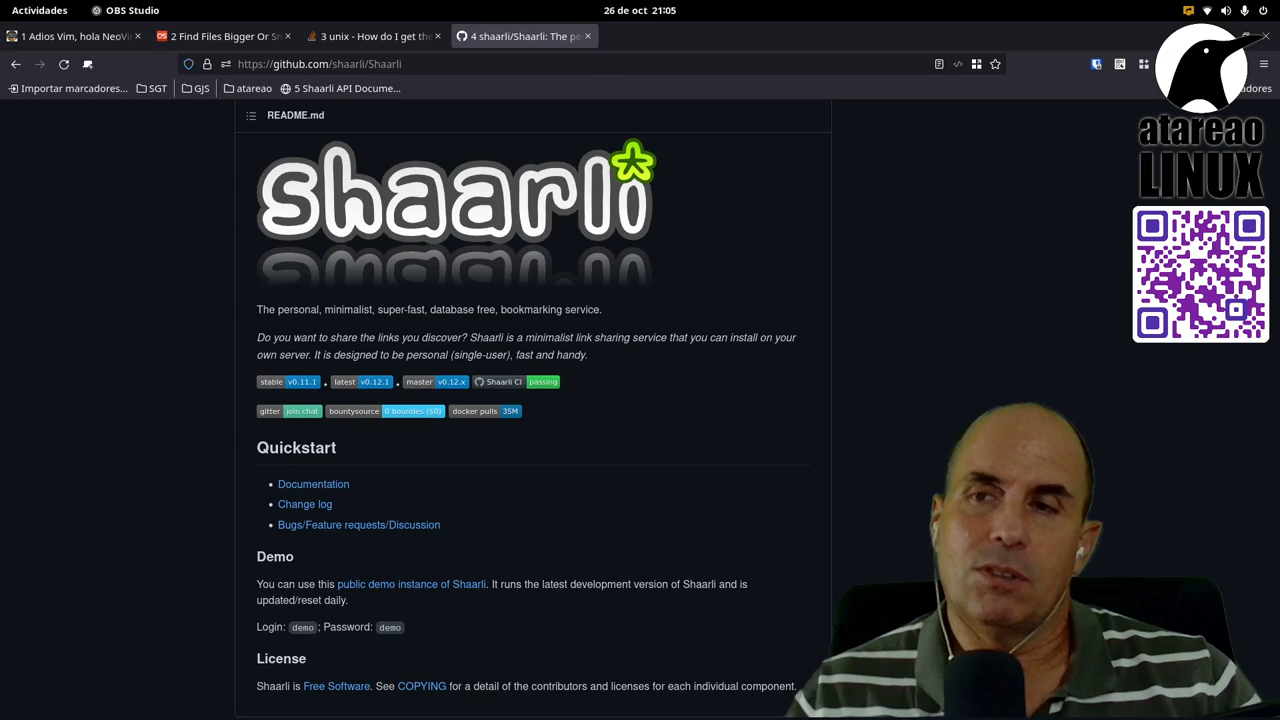 Actividades
OBS Studio
26 de oct 21:05
1 Adios Vim, hola NeoVi
2 Find Files Bigger Or Sm
3 unix - How do I get the
4 shaarli/Shaarli: The pe
https://github.com/shaarli/Shaarli
Importar marcadores...
SGT
GJS
atareao
5 Shaarli API Docume...
adores
README.md
atareao
LINUX
shaarli
The personal, minimalist, super-fast, database free, bookmarking service.
Do you want to share the links you discover? Shaarli is a minimalist link sharing service that you can install on your
own server. It is designed to be personal (single-user), fast and handy.
stable v0.11.1 . latest v0.12.1 . master v0.12.x Shaarli CI passing
gitter join chat bountysource 0 bounties ($0) docker pulls 35M
Quickstart
Documentation
Change log
Bugs/Feature requests/Discussion
Demo
You can use this public demo instance of Shaarli. It runs the latest development version of Shaarli and is
updated/reset daily.
Login: demo; Password: demo
License
Shaarli is Free Software. See COPYING for a detail of the contributors and licenses for each individual component.